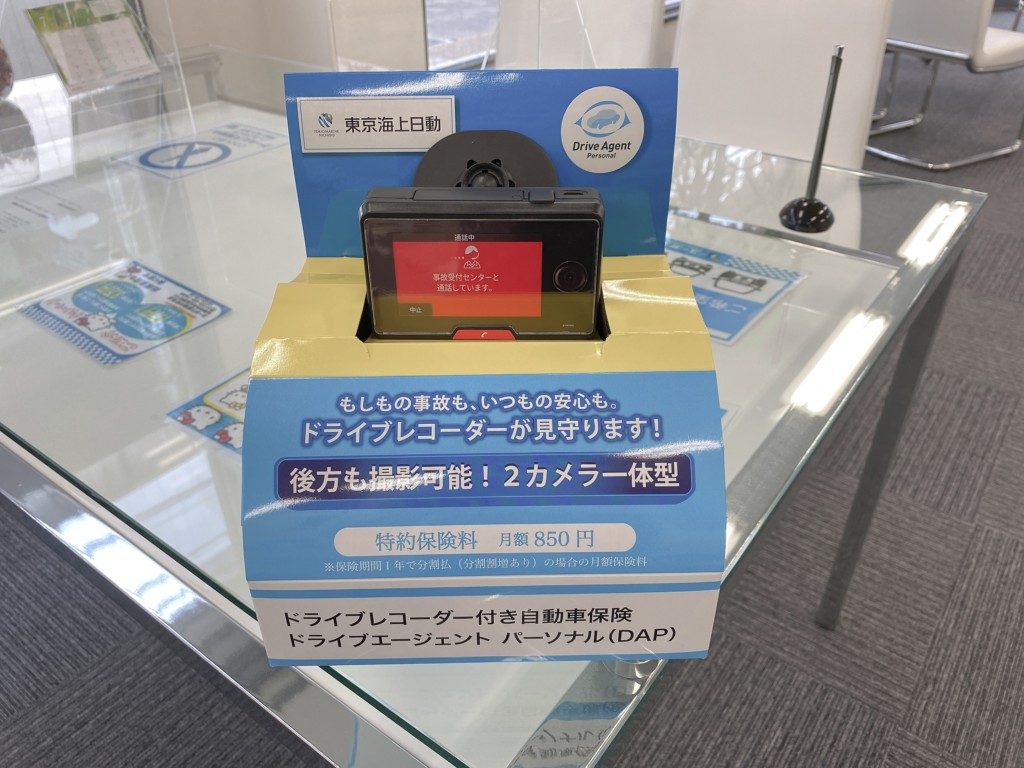 東京海上日動
TOKIO MARINE
NICHIDO
Drive Agent
Personal
通話中
事故受付センターと
通話しています。
中止
もしもの事故も、いつもの安心も。
ドライブレコーダーが見守ります！
後方も撮影可能！２カメラ一体型
特約保険料 月額 850 円
※保険期間１年で分割払（分割割増あり）の場合の月額保険料
ドライブレコーダー付き自動車保険
ドライブエージェント パーソナル（DAP）